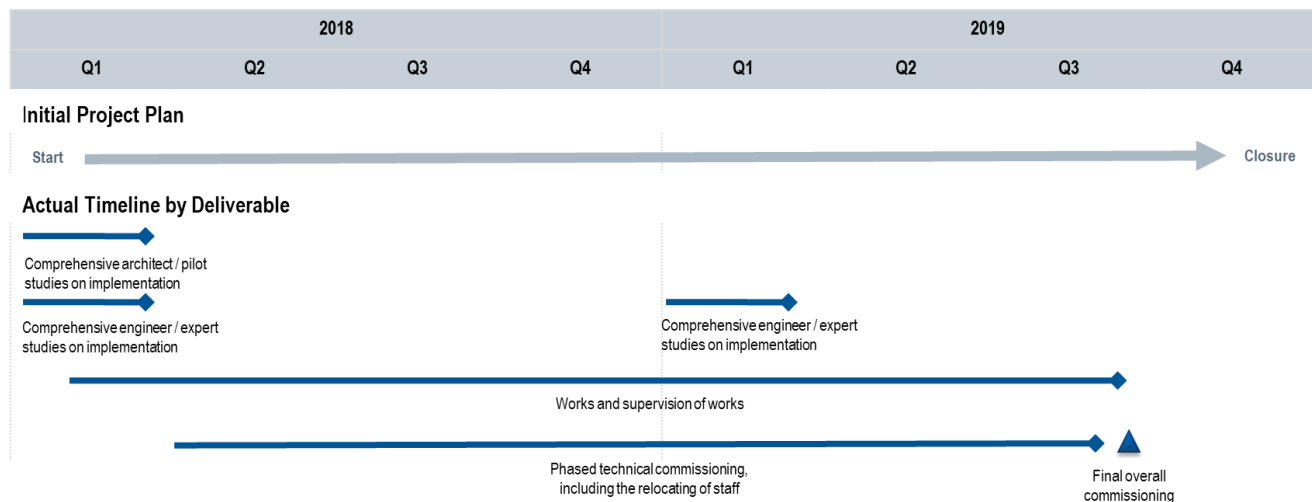 2018 2019
Q1 Q2 Q3 Q4 Q1 Q2 Q3 Q4
Initial Project Plan
Start Closure
Actual Timeline by Deliverable
Comprehensive architect / pilot
studies on implementation
Comprehensive engineer / expert
studies on implementation
Comprehensive engineer / expert
studies on implementation
Works and supervision of works
Phased technical commissioning,
including the relocating of staff
Final overall
commissioning